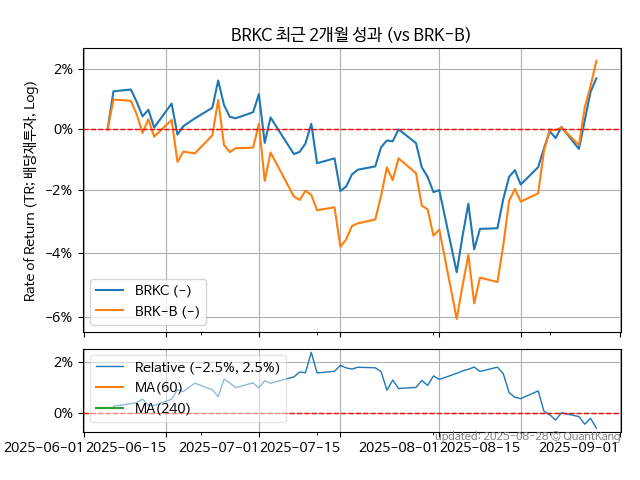 BRKC 최근 2개월 성과 (vs BRK-B)
Rate of Return (TR: 배당재투자, Log)
2%
0%
−2%
−4%
−6%
BRKC (-)
BRK-B (-)
2%
0%
Relative (-2.5%, 2.5%)
MA(60)
MA(240)
Updated: 2025-08-28 © QuantKang
2025-06-01 2025-06-15 2025-07-01 2025-07-15 2025-08-01 2025-08-15 2025-09-01